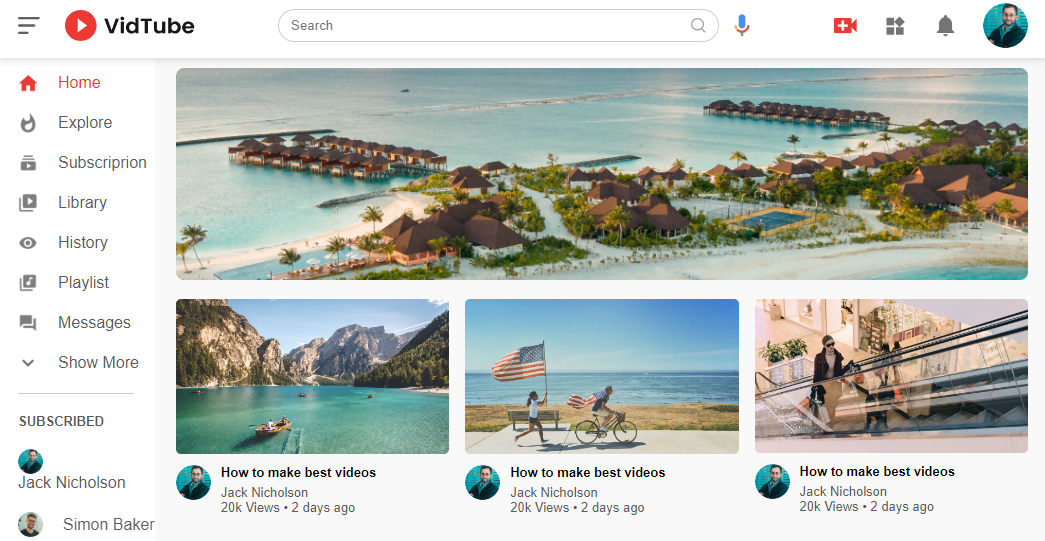 VidTube
Search
Home
Explore
Subscriprion
Library
History
Playlist
Messages
Show More
SUBSCRIBED
Jack Nicholson
Simon Baker
How to make best videos
Jack Nicholson
20k Views • 2 days ago
How to make best videos
Jack Nicholson
20k Views • 2 days ago
How to make best videos
Jack Nicholson
20k Views • 2 days ago